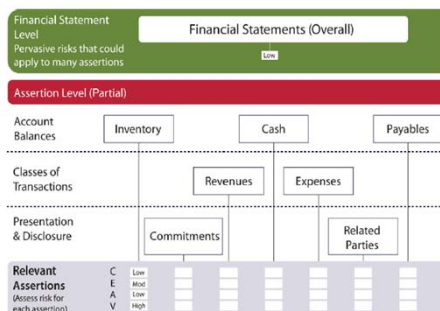 Financial Statement
Level
Pervasive risks that could
apply to many assertions
Financial Statements (Overall)
Low
Assertion Level (Partial)
Account
Balances
Inventory
Cash
Payables
Classes of
Transactions
Revenues
Expenses
Presentation
& Disclosure
Commitments
Related
Parties
Relevant
Assertions
(Assess risk for
each assertion)
C Low
E Mod
A Low
V High